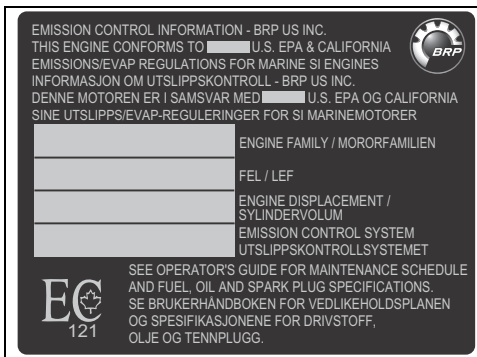 EMISSION CONTROL INFORMATION - BRP US INC.
THIS ENGINE CONFORMS TO U.S. EPA & CALIFORNIA
EMISSIONS/EVAP REGULATIONS FOR MARINE SI ENGINES
INFORMASJON OM UTSLIPPSKONTROLL - BRP US INC.
DENNE MOTOREN ER I SAMSVAR MED U.S. EPA OG CALIFORNIA
SINE UTSLIPPS/EVAP-REGULERINGER FOR SI MARINEMOTORER
BRP
ENGINE FAMILY / MORORFAMILIEN
FEL / LEF
ENGINE DISPLACEMENT /
SYLINDERVOLUM
EMISSION CONTROL SYSTEM
UTSLIPPSKONTROLLSYSTEMET
EC
121
SEE OPERATOR'S GUIDE FOR MAINTENANCE SCHEDULE
AND FUEL, OIL AND SPARK PLUG SPECIFICATIONS.
SE BRUKERHÅNDBOKEN FOR VEDLIKEHOLDSPLANEN
OG SPESIFIKASJONENE FOR DRIVSTOFF,
OLJE OG TENNPLUGG.